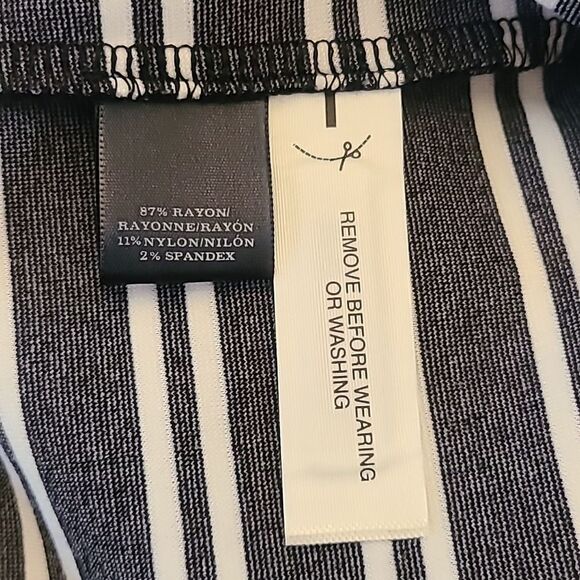 87% RAYON/
RAYONNE/RAYÓN
11% NYLON/NILÓN
2% SPANDEX
REMOVE BEFORE WEARING
OR WASHING